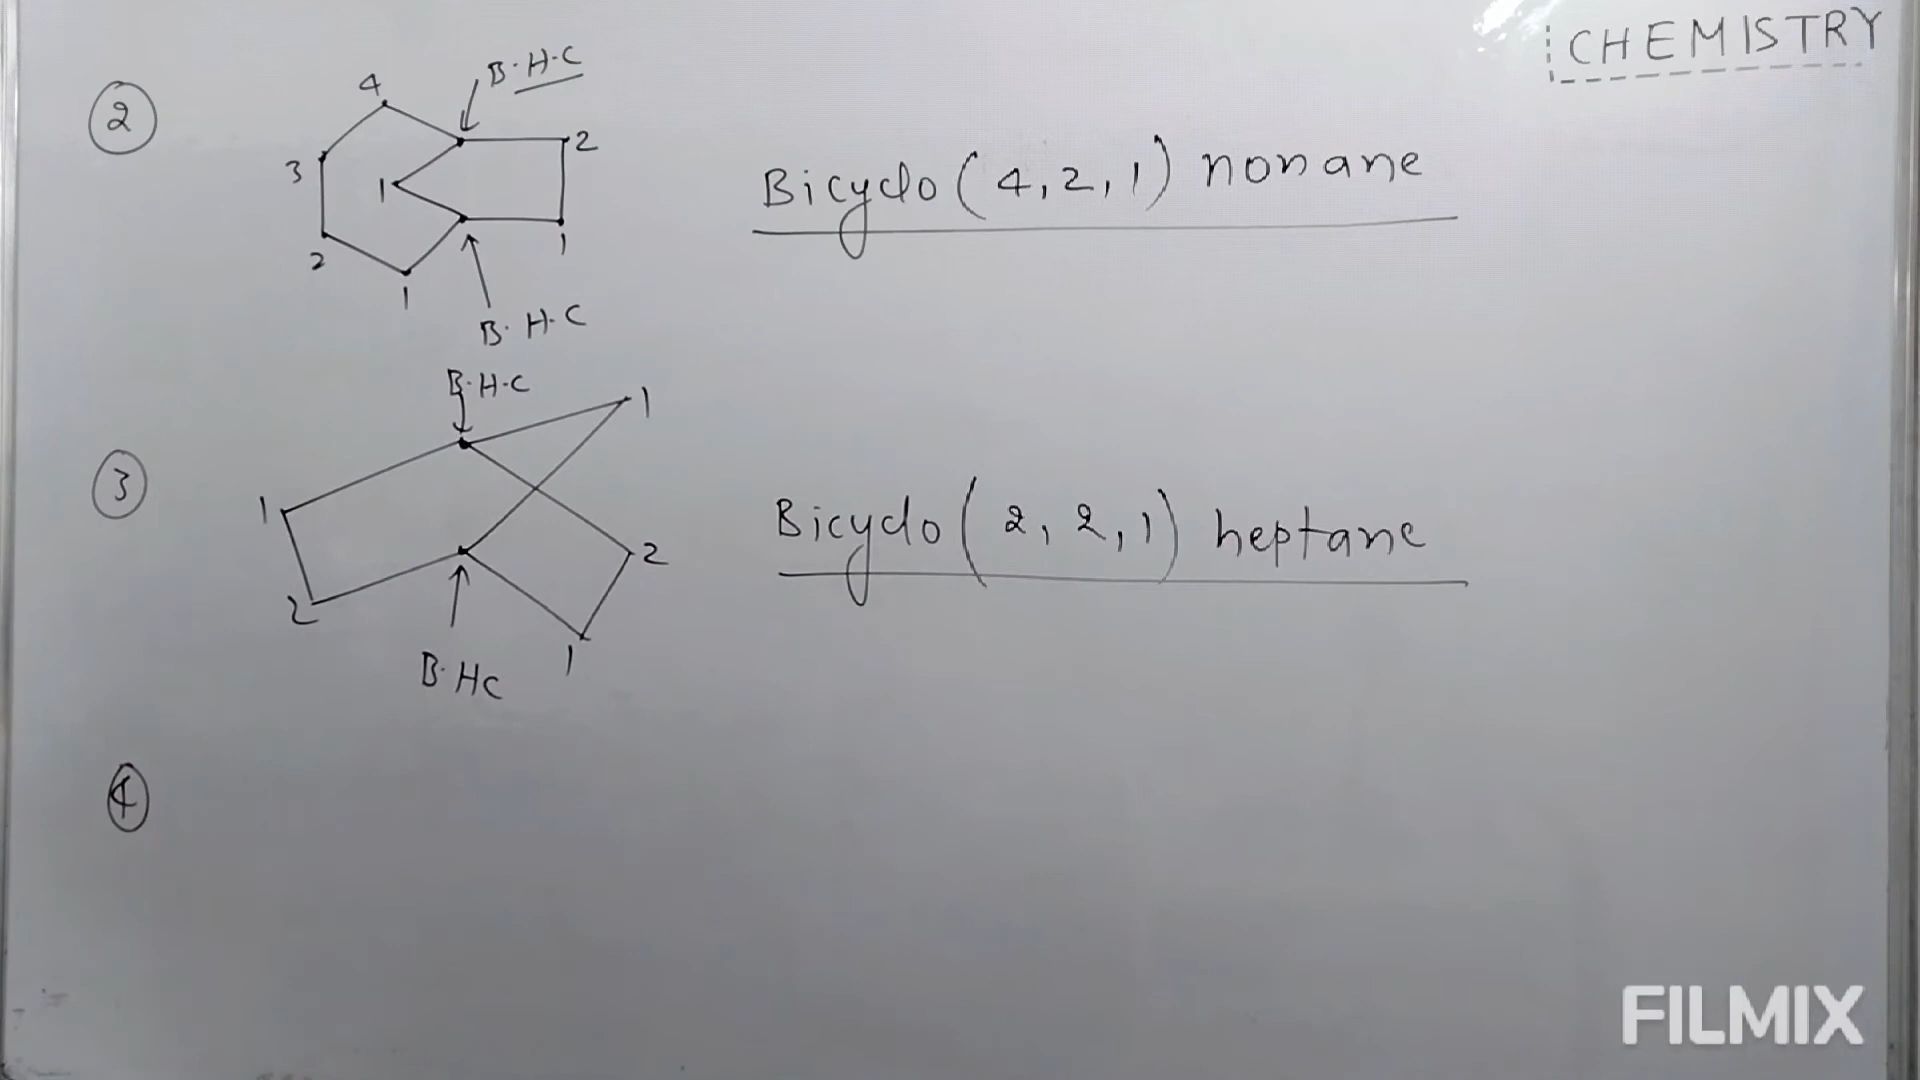 CHEMISTRY
2
4
B.H.C
3
1
2
Bicyclo (4,2,1) nonane
2
1
1
B.H.C
B.H.C
1
3
1
2
Bicyclo (2,2,1) heptane
2
1
B.HC
4
FILMIX